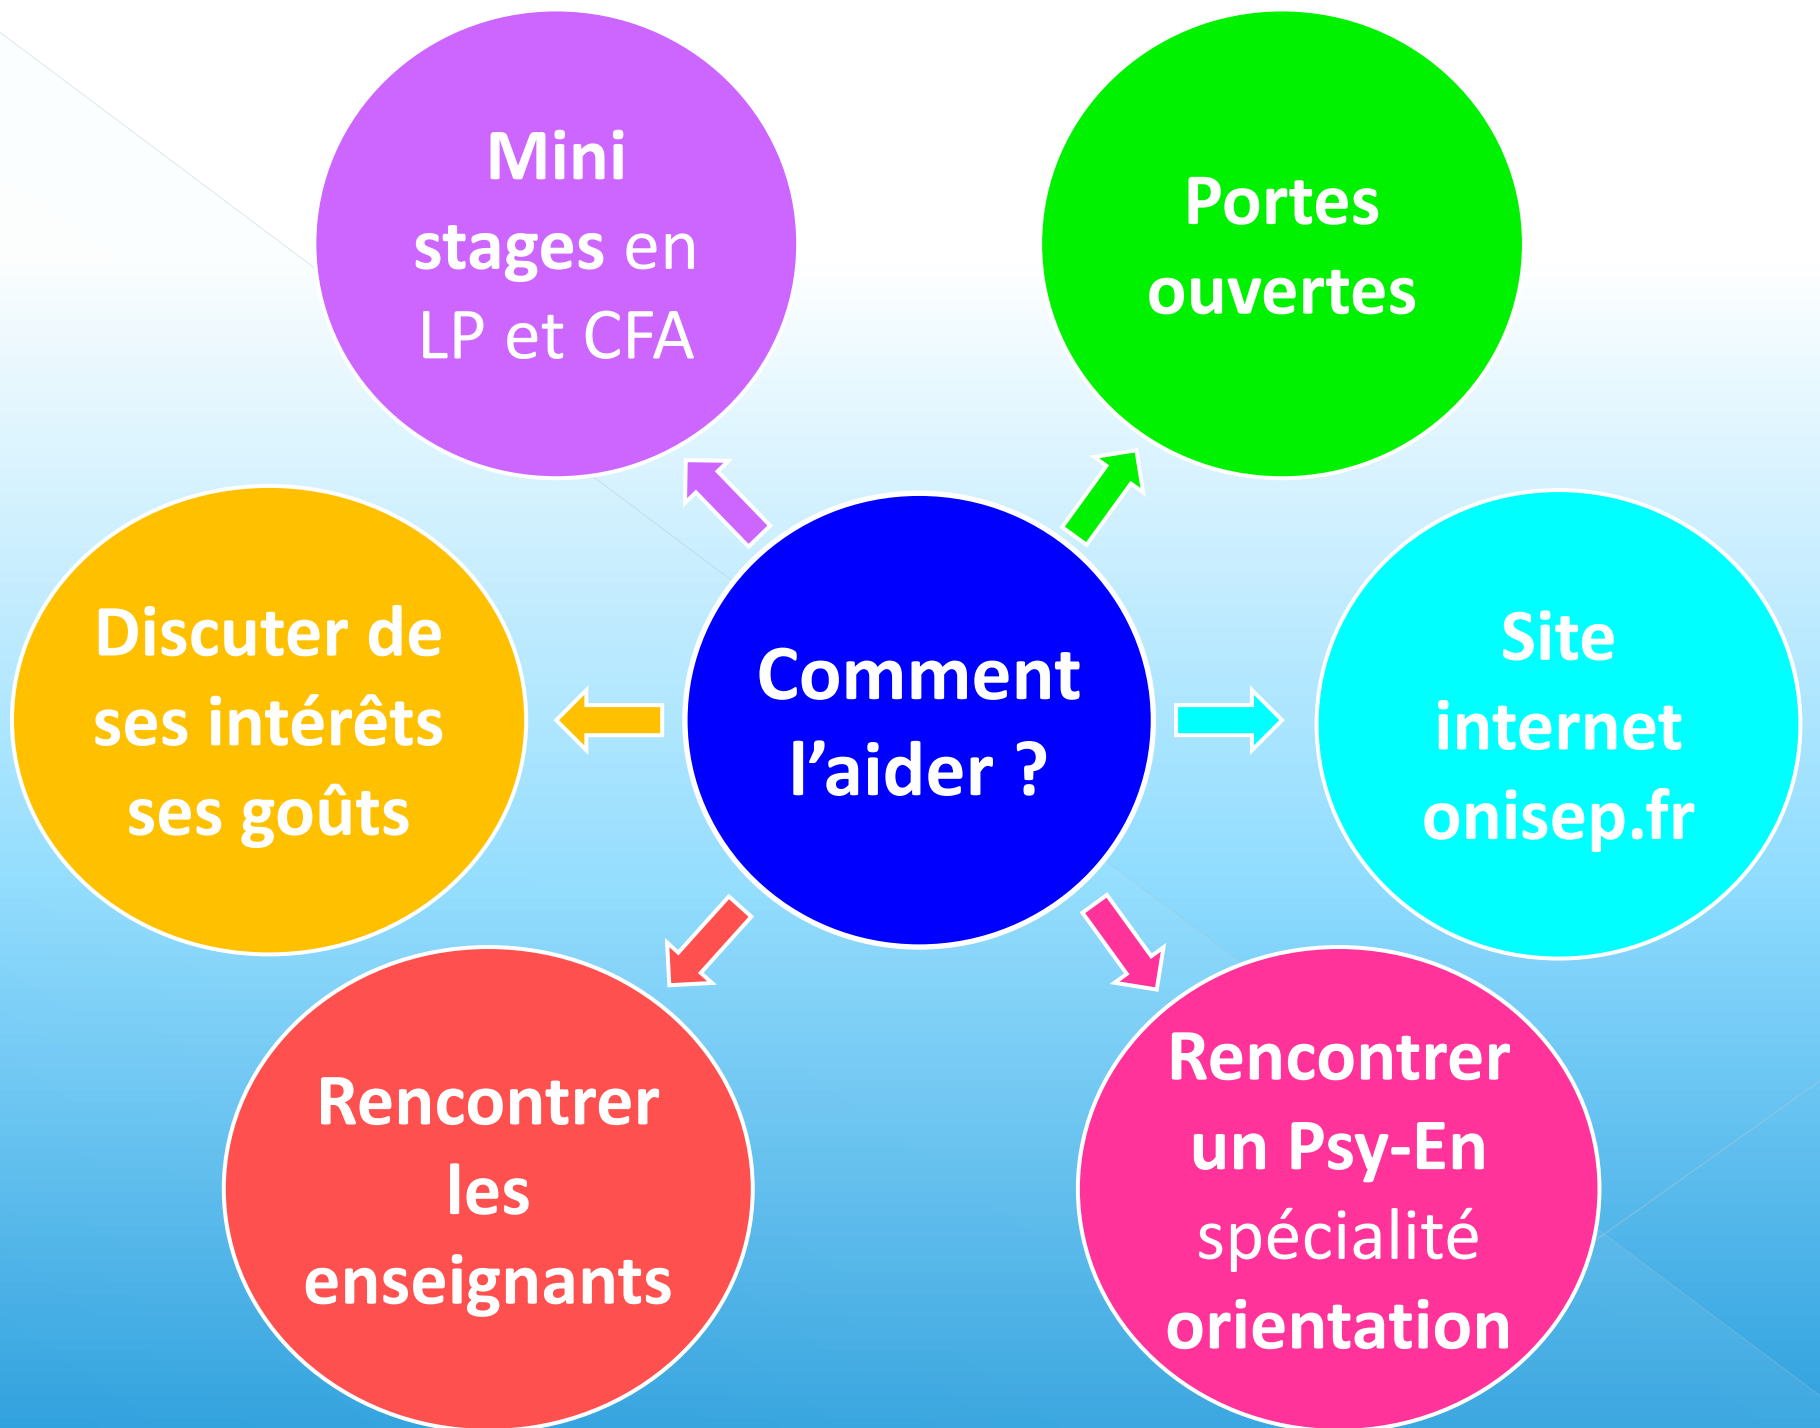 Mini
stages en
LP et CFA
Portes
ouvertes
Discuter de
ses intérêts
ses goûts
Comment
l’aider ?
Site
internet
onisep.fr
Rencontrer
les
enseignants
Rencontrer
un Psy-En
spécialité
orientation